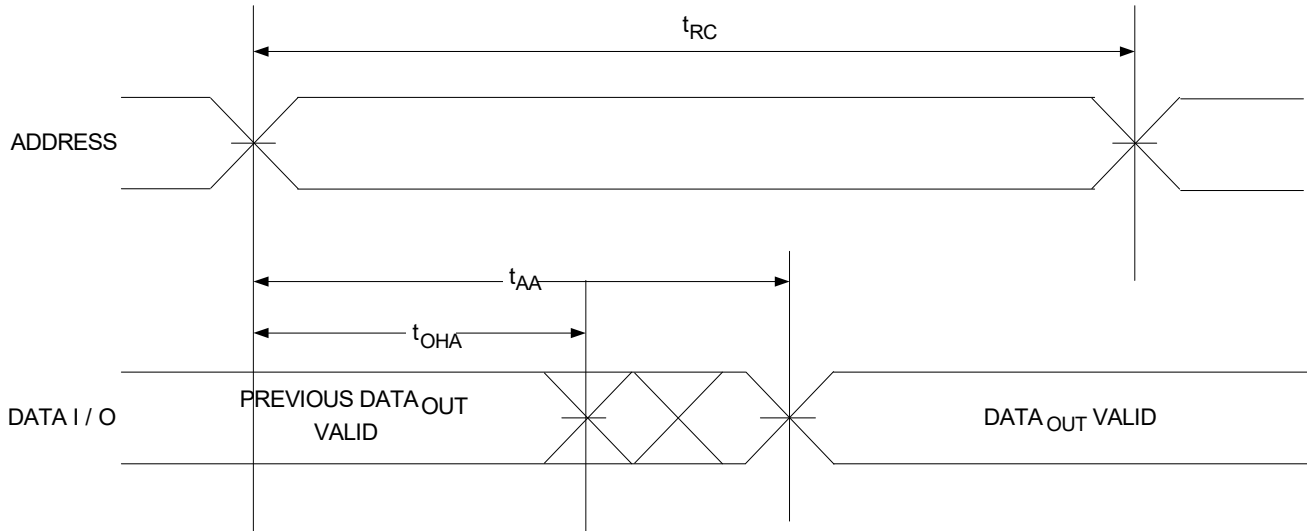 tRC
ADDRESS
tAA
tOHA
DATA I / O
PREVIOUS DATA OUT
VALID
DATA OUT VALID